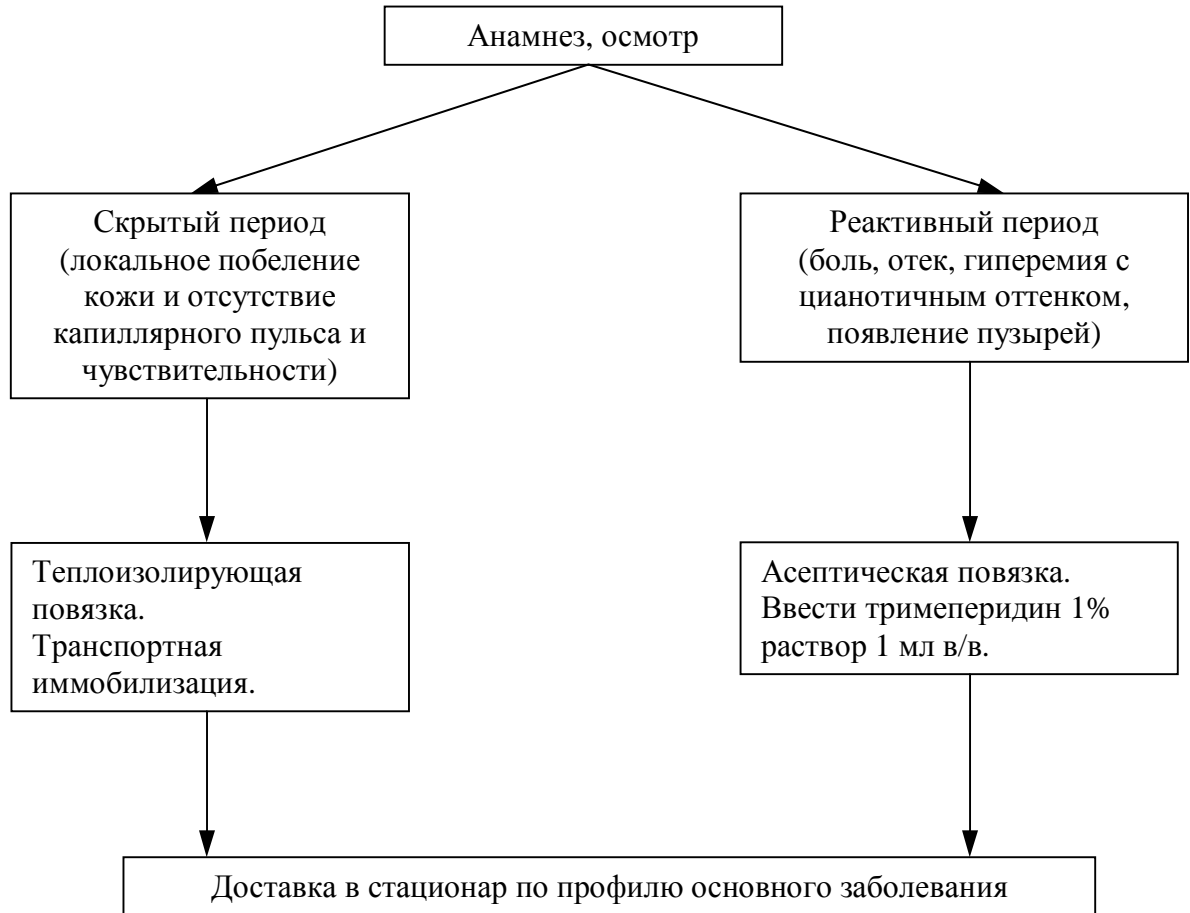 Анамнез, осмотр
Скрытый период
(локальное побеление
кожи и отсутствие
капиллярного пульса и
чувствительности)
Реактивный период
(боль, отек, гиперемия с
цианотичным оттенком,
появление пузырей)
Теплоизолирующая
повязка.
Транспортная
иммобилизация.
Асептическая повязка.
Ввести тримеперидин 1%
раствор 1 мл в/в.
Доставка в стационар по профилю основного заболевания